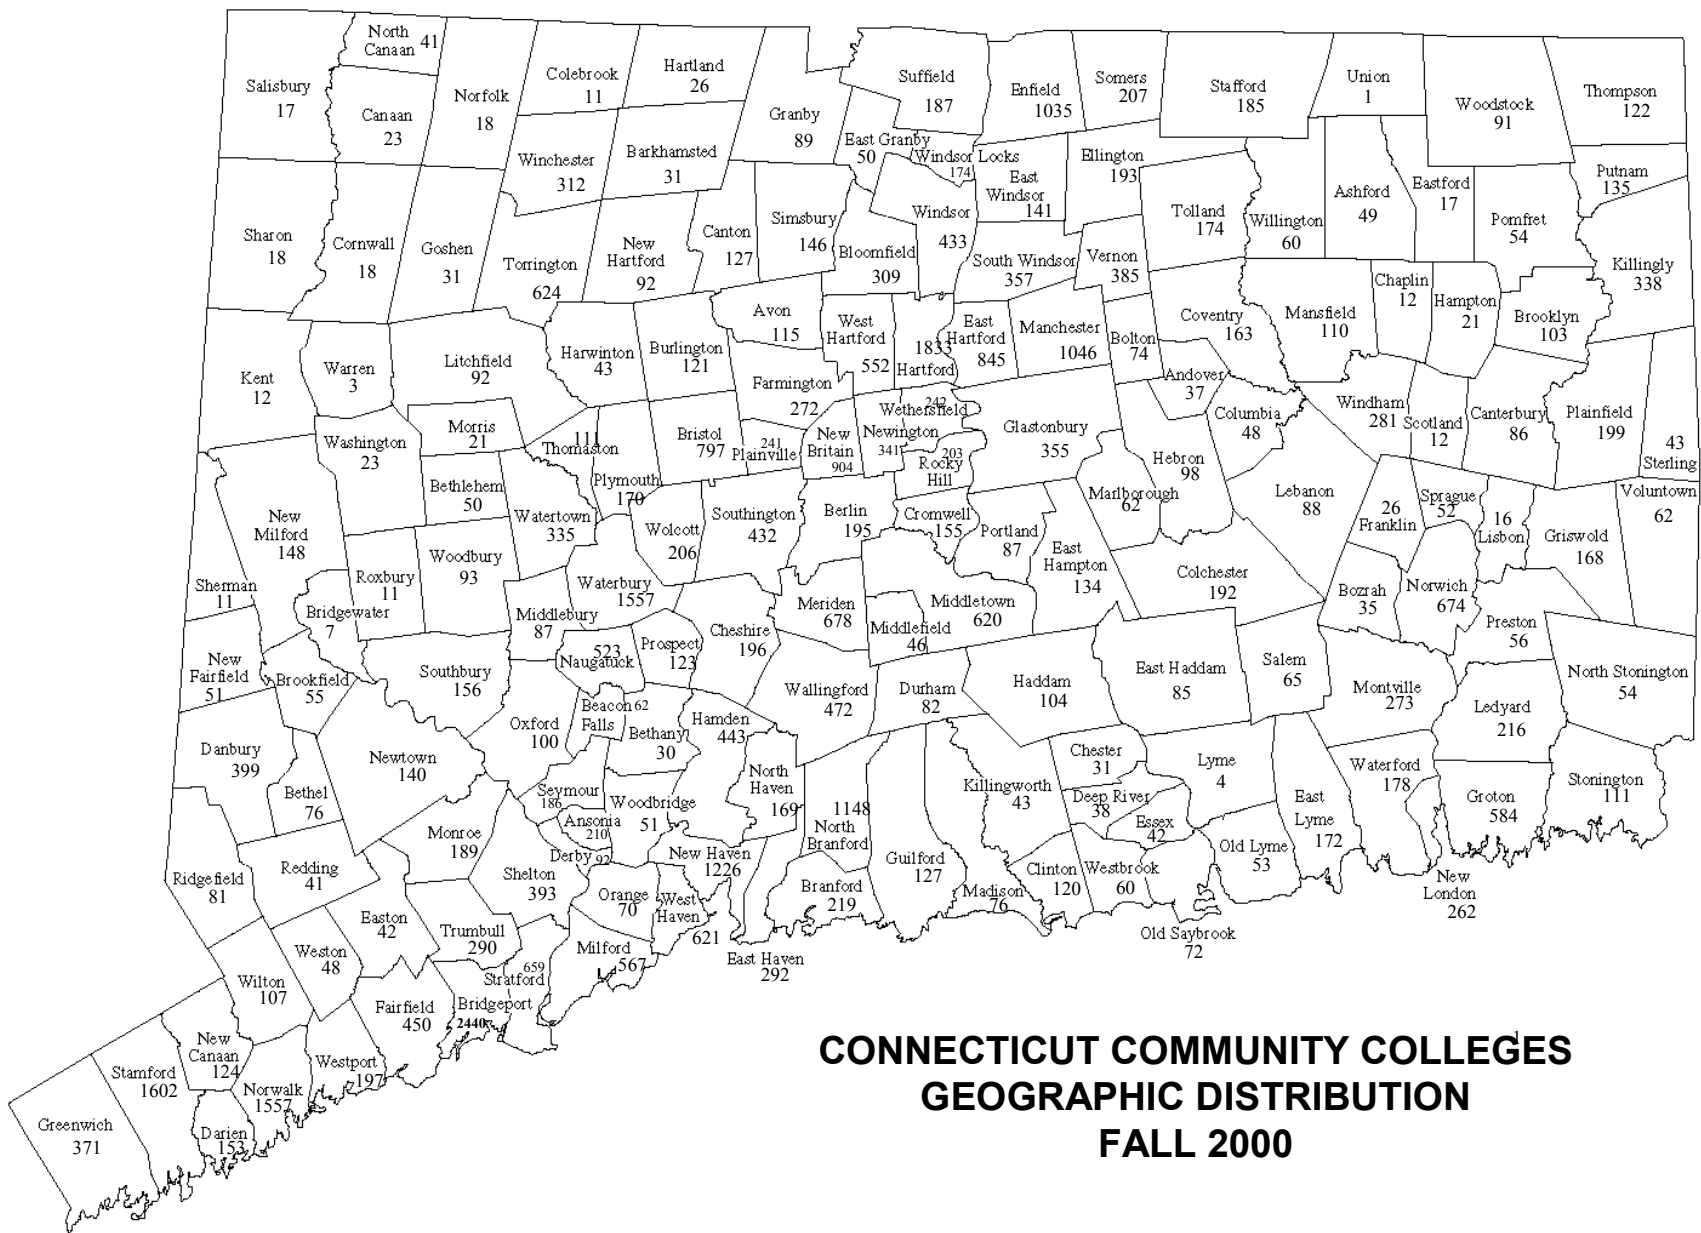 North
Canaan 41
Salisbury
17
Canaan
23
Norfolk
18
Colebrook
11
Hartland
26
Granby
89
Suffield
187
East Granby
50
Windsor Locks
174
Enfield
1035
Somers
207
Stafford
185
Union
1
Woodstock
91
Thompson
122
Winchester
312
Barkhamsted
31
East
Windsor
141
Ellington
193
Tolland
174
Willington
60
Ashford
49
Eastford
17
Pomfret
54
Putnam
135
Killingly
338
Sharon
18
Cornwall
18
Goshen
31
Torrington
624
New
Hartford
92
Canton
127
Simsbury
146
Bloomfield
309
Windsor
433
South Windsor
357
Vernon
385
Coventry
163
Mansfield
110
Chaplin
12
Hampton
21
Brooklyn
103
Kent
12
Warren
3
Litchfield
92
Harwinton
43
Burlington
121
Avon
115
West
Hartford
552
1833
Hartford
East
Hartford
845
Manchester
1046
Bolton
74
Andover
37
Columbia
48
Windham
281
Scotland
12
Canterbury
86
Plainfield
199
43
Sterling
Washington
23
Morris
21
Bethlehem
50
111
Thomaston
Plymouth
170
Bristol
797
Farmington
272
241
Plainville
New
Britain
904
242
Wethersfield
Newington
341
203
Rocky
Hill
Glastonbury
355
Hebron
98
Marlborough
62
Lebanon
88
26
Franklin
Sprague
52
16
Lisbon
Griswold
168
Voluntown
62
New
Milford
148
Sherman
11
Roxbury
11
Woodbury
93
Watertown
335
Wolcott
206
Southington
432
Berlin
195
Cromwell
155
Portland
87
East
Hampton
134
Colchester
192
Bozrah
35
Norwich
674
Preston
56
Bridgewater
7
Middlebury
87
Waterbury
1557
523
Naugatuck
Prospect
123
Cheshire
196
Meriden
678
Middlefield
46
Middletown
620
New
Fairfield
51
Brookfield
55
Southbury
156
Oxford
100
Beacon 62
Falls
Bethany
30
Hamden
443
Wallingford
472
Durham
82
Haddam
104
East Haddam
85
Salem
65
Montville
273
Ledyard
216
North Stonington
54
Danbury
399
Bethel
76
Newtown
140
Seymour
186
Ansonia
210
Derby 92
Woodbridge
51
North
Haven
169
1148
North
Branford
Killingworth
43
Chester
31
Deep River
38
Essex
42
Lyme
4
East
Lyme
172
Waterford
178
Groton
584
Stonington
111
Ridgefield
81
Redding
41
Monroe
189
Shelton
393
New Haven
1226
Orange
70
West
Haven
621
East Haven
292
Branford
219
Guilford
127
Madison
76
Clinton
120
Westbrook
60
Old Lyme
53
Old Saybrook
72
New
London
262
Easton
42
Trumbull
290
Weston
48
Wilton
107
Fairfield
450
659
Stratford
Milford
567
Bridgeport
2440
New
Canaan
124
Norwalk
1557
Westport
197
Stamford
1602
Darien
153
Greenwich
371
1
CONNECTICUT COMMUNITY COLLEGES
GEOGRAPHIC DISTRIBUTION
FALL 2000